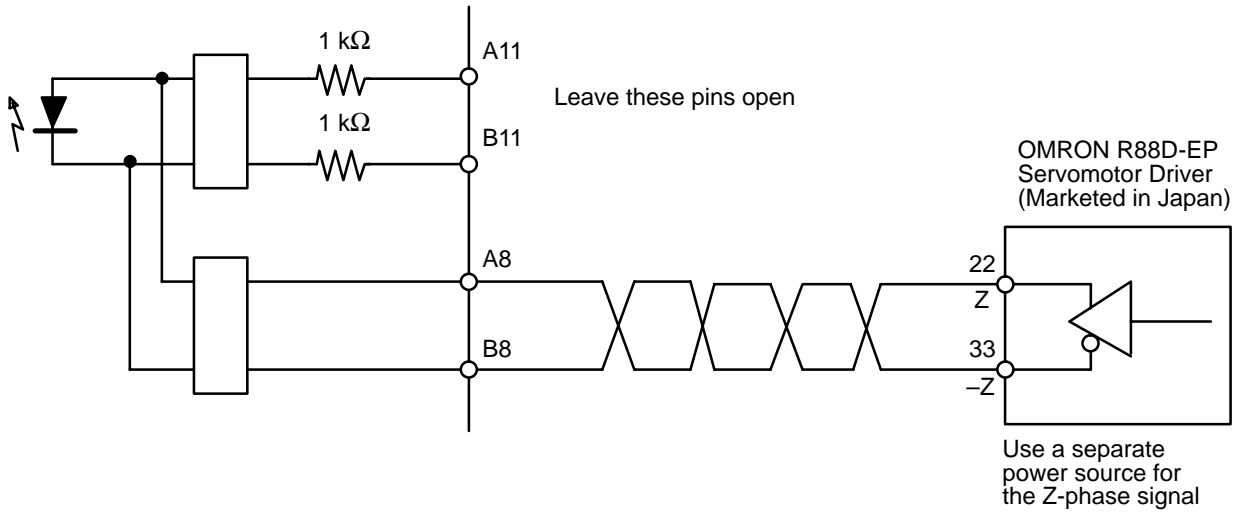 1 kΩ
A11
Leave these pins open
1 kΩ
B11
OMRON R88D-EP
Servomotor Driver
(Marketed in Japan)
A8
22
Z
B8
33
–Z
Use a separate
power source for
the Z-phase signal